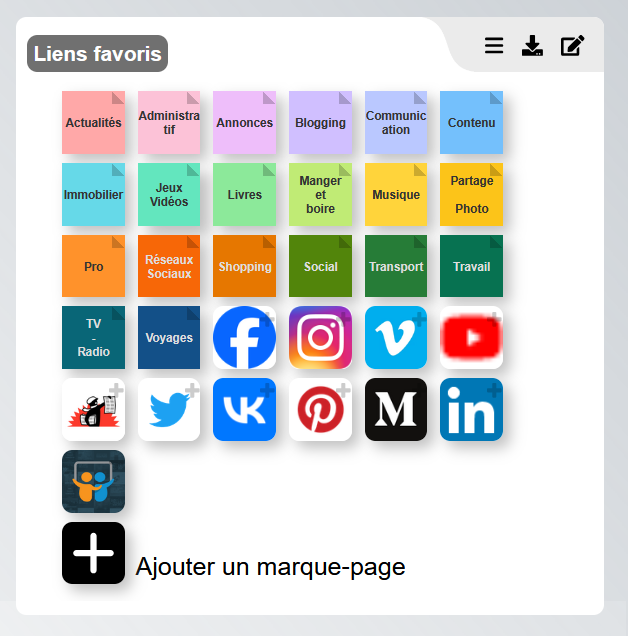 Liens favoris
Actualités
Administra
tif
Annonces
Blogging
Communic
ation
Contenu
Immobilier
Jeux
Vidéos
Livres
Manger
et
boire
Musique
Partage
Photo
Pro
Réseaux
Sociaux
Shopping
Social
Transport
Travail
TV
-
Radio
Voyages
M
in
Ajouter un marque-page